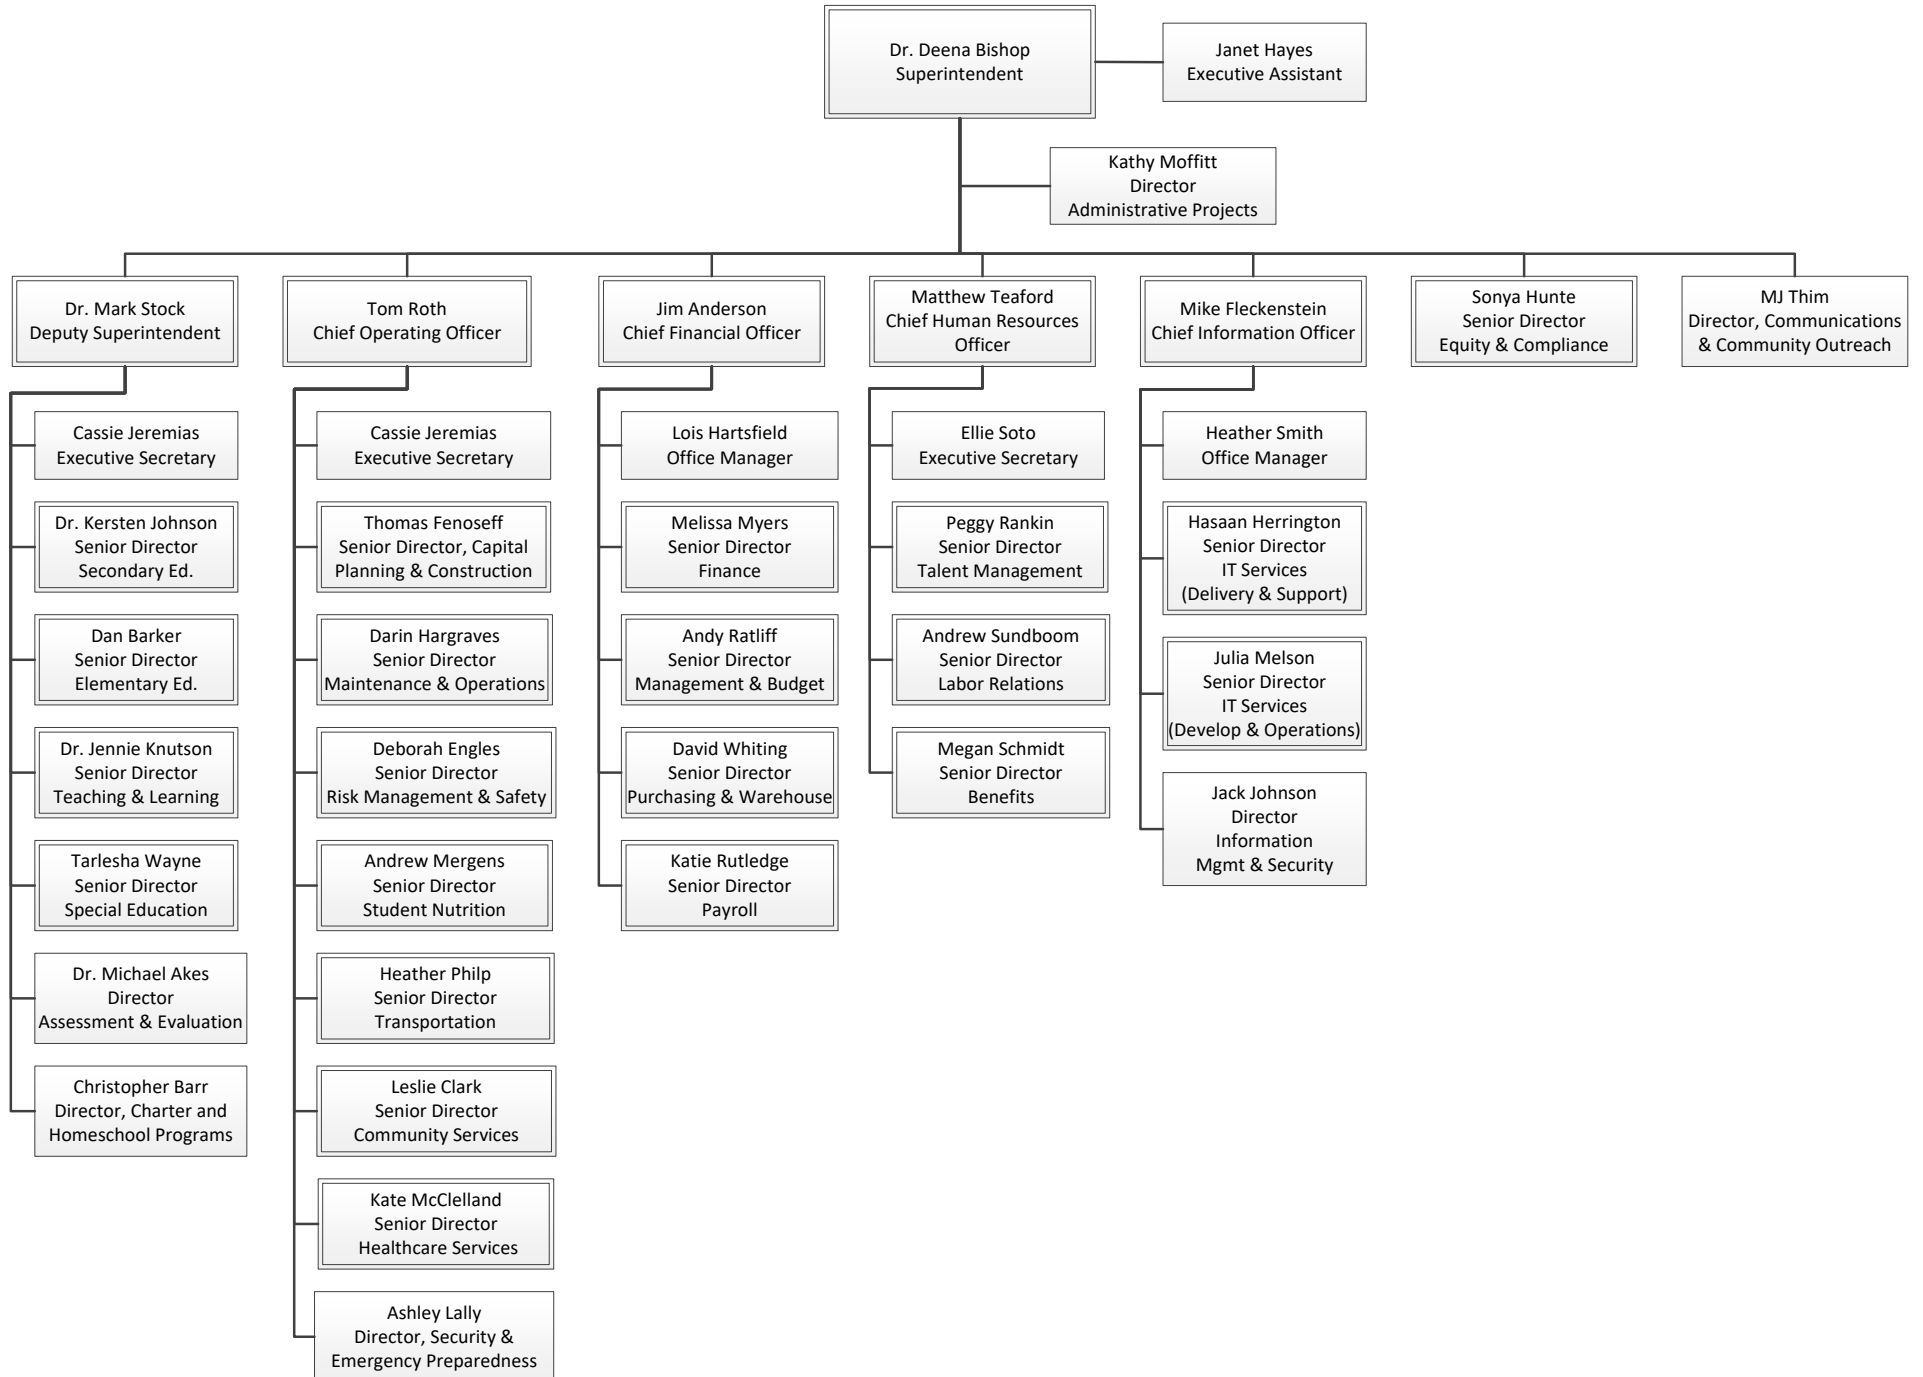 Dr. Deena Bishop
Superintendent
Janet Hayes
Executive Assistant
Kathy Moffitt
Director
Administrative Projects
Dr. Mark Stock
Deputy Superintendent
Tom Roth
Chief Operating Officer
Jim Anderson
Chief Financial Officer
Matthew Teaford
Chief Human Resources
Officer
Mike Fleckenstein
Chief Information Officer
Sonya Hunte
Senior Director
Equity & Compliance
MJ Thim
Director, Communications
& Community Outreach
Cassie Jeremias
Executive Secretary
Dr. Kersten Johnson
Senior Director
Secondary Ed.
Dan Barker
Senior Director
Elementary Ed.
Dr. Jennie Knutson
Senior Director
Teaching & Learning
Tarlesha Wayne
Senior Director
Special Education
Dr. Michael Akes
Director
Assessment & Evaluation
Christopher Barr
Director, Charter and
Homeschool Programs
Cassie Jeremias
Executive Secretary
Thomas Fenoseff
Senior Director, Capital
Planning & Construction
Darin Hargraves
Senior Director
Maintenance & Operations
Deborah Engles
Senior Director
Risk Management & Safety
Andrew Mergens
Senior Director
Student Nutrition
Heather Philp
Senior Director
Transportation
Leslie Clark
Senior Director
Community Services
Kate McClelland
Senior Director
Healthcare Services
Ashley Lally
Director, Security &
Emergency Preparedness
Lois Hartsfield
Office Manager
Melissa Myers
Senior Director
Finance
Andy Ratliff
Senior Director
Management & Budget
David Whiting
Senior Director
Purchasing & Warehouse
Katie Rutledge
Senior Director
Payroll
Ellie Soto
Executive Secretary
Peggy Rankin
Senior Director
Talent Management
Andrew Sundboom
Senior Director
Labor Relations
Megan Schmidt
Senior Director
Benefits
Heather Smith
Office Manager
Hasaan Herrington
Senior Director
IT Services
(Delivery & Support)
Julia Melson
Senior Director
IT Services
(Develop & Operations)
Jack Johnson
Director
Information
Mgmt & Security